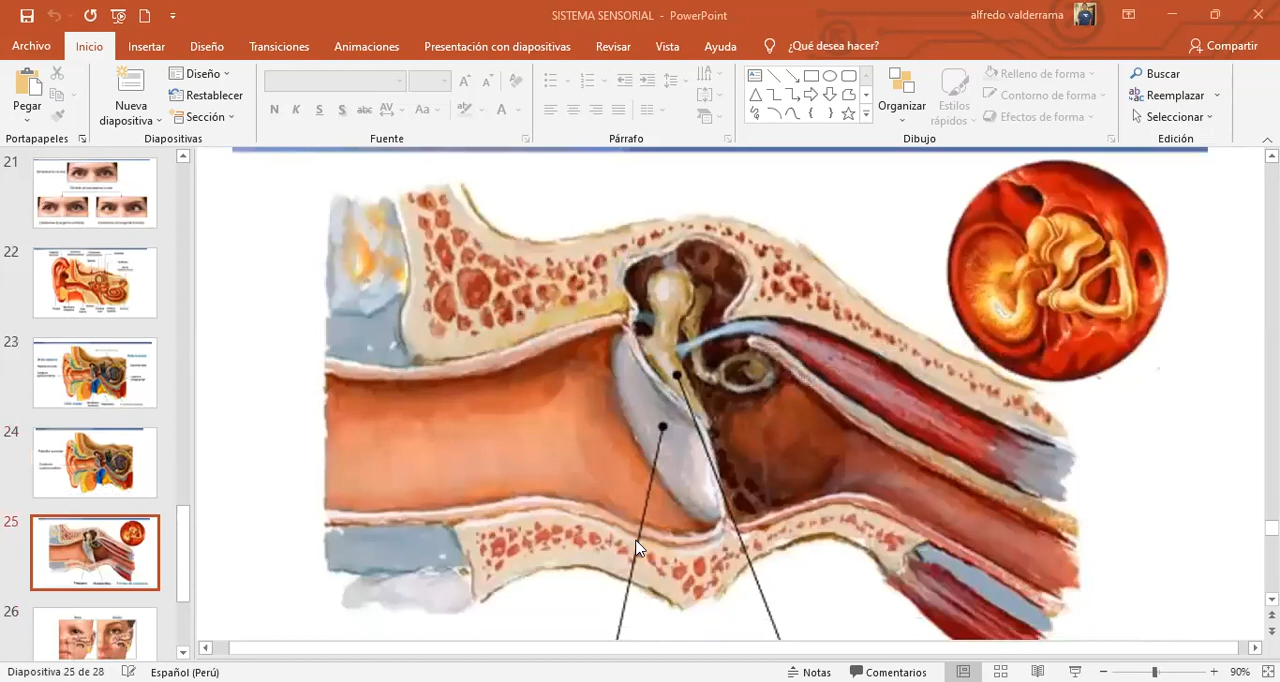 SISTEMA SENSORIAL - PowerPoint
alfredo valderrama
Archivo
Inicio
Insertar
Diseño
Transiciones
Animaciones
Presentación con diapositivas
Revisar
Vista
Ayuda
¿Qué desea hacer?
Compartir
Pegar
Portapapeles
Nueva
diapositiva
Diseño
Restablecer
Sección
Diapositivas
N K S S abc AV Aa A
Fuente
Párrafo
Organizar
Estilos
rápidos
Relleno de forma
Contorno de forma
Efectos de forma
Dibujo
Buscar
Reemplazar
Seleccionar
Edición
21
22
23
24
25
26
Diapositiva 25 de 28
Español (Perú)
Notas
Comentarios
90%